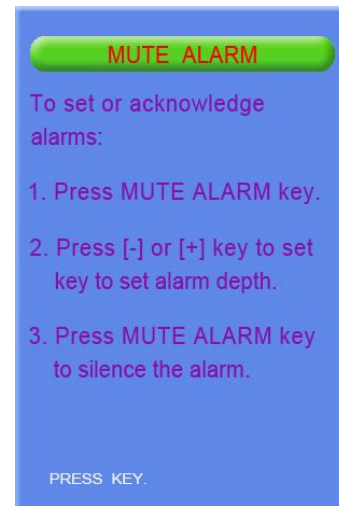 MUTE ALARM
To set or acknowledge
alarms:
1. Press MUTE ALARM key.
2. Press [-] or [+] key to set
key to set alarm depth.
3. Press MUTE ALARM key
to silence the alarm.
PRESS KEY.